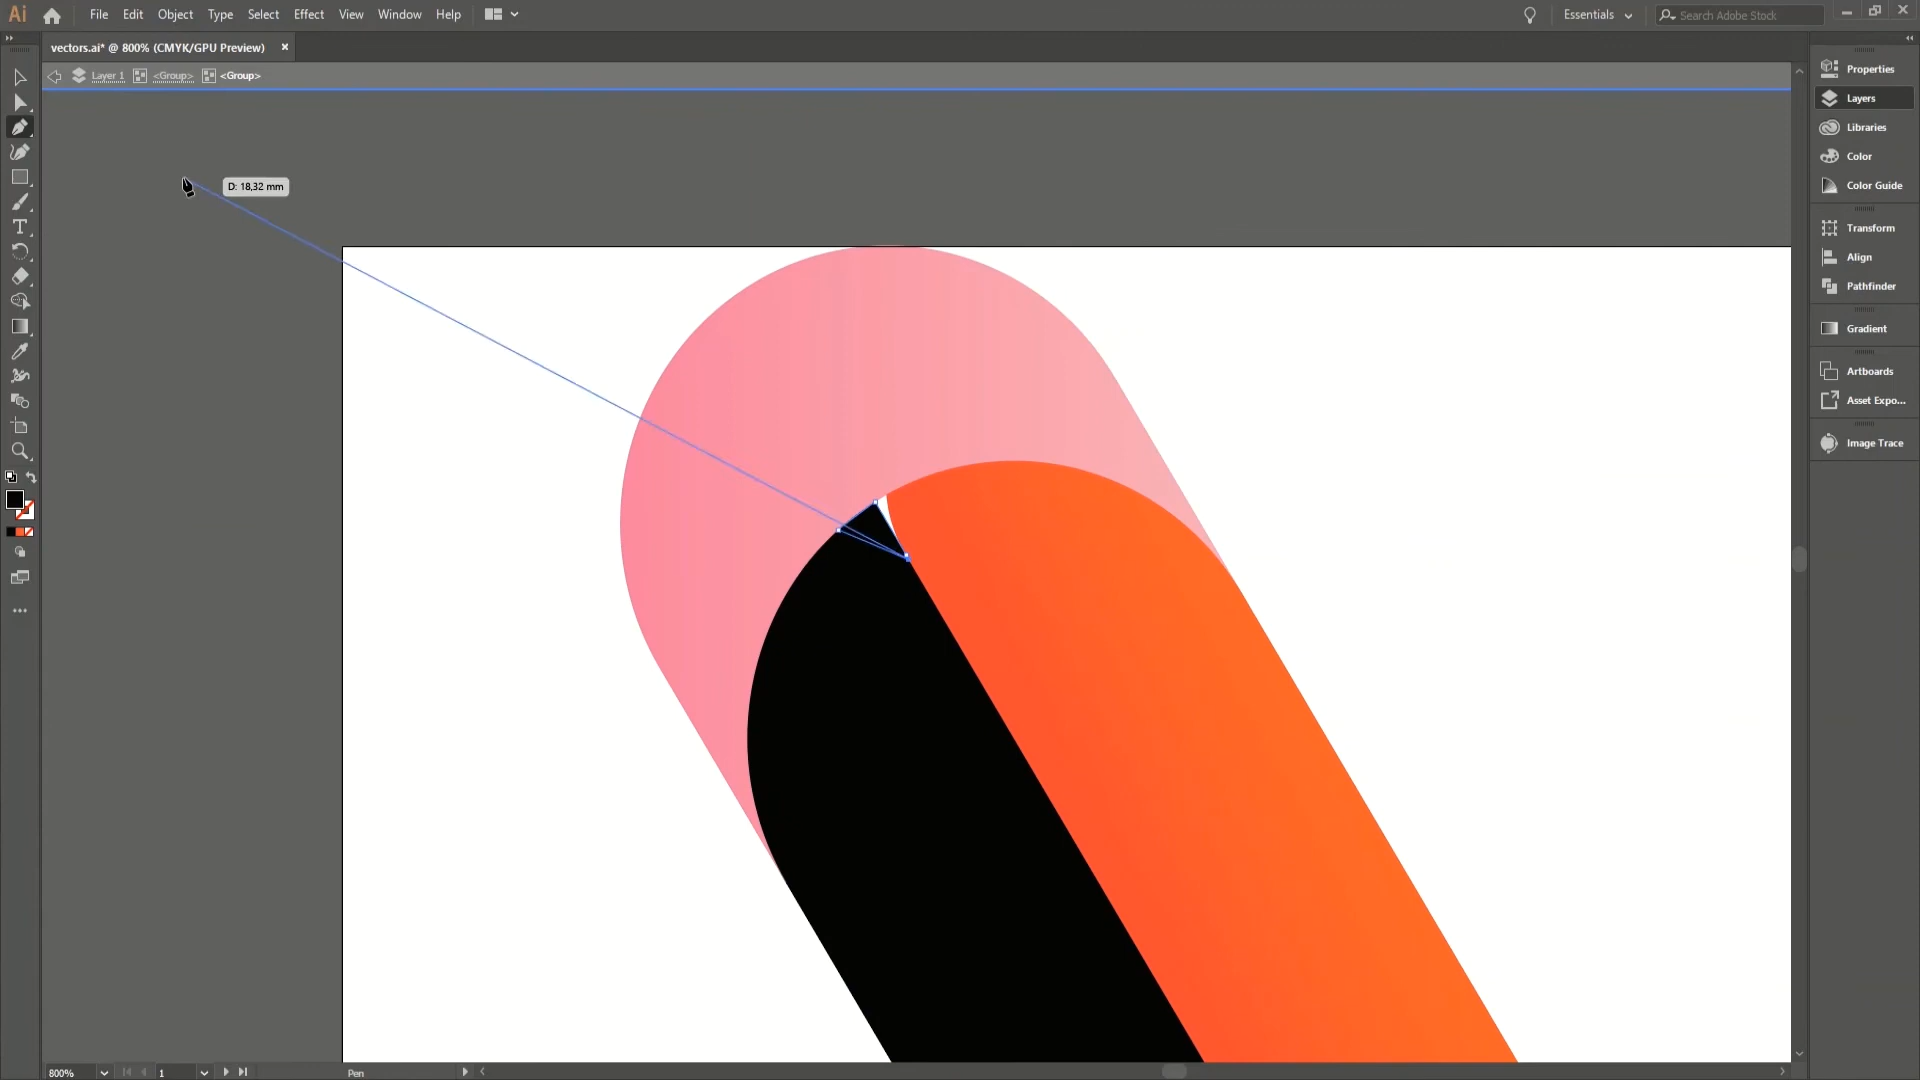 Ai File Edit Object Type Select Effect View Window Help Essentials Search Adobe Stock
vectors.ai* @ 800% (CMYK/GPU Preview) ×
Layer 1 <Group> <Group>
D: 18,32 mm
Properties
Layers
Libraries
Color
Color Guide
Transform
Align
Pathfinder
Gradient
Artboards
Asset Expo...
Image Trace
800% 1 Pen